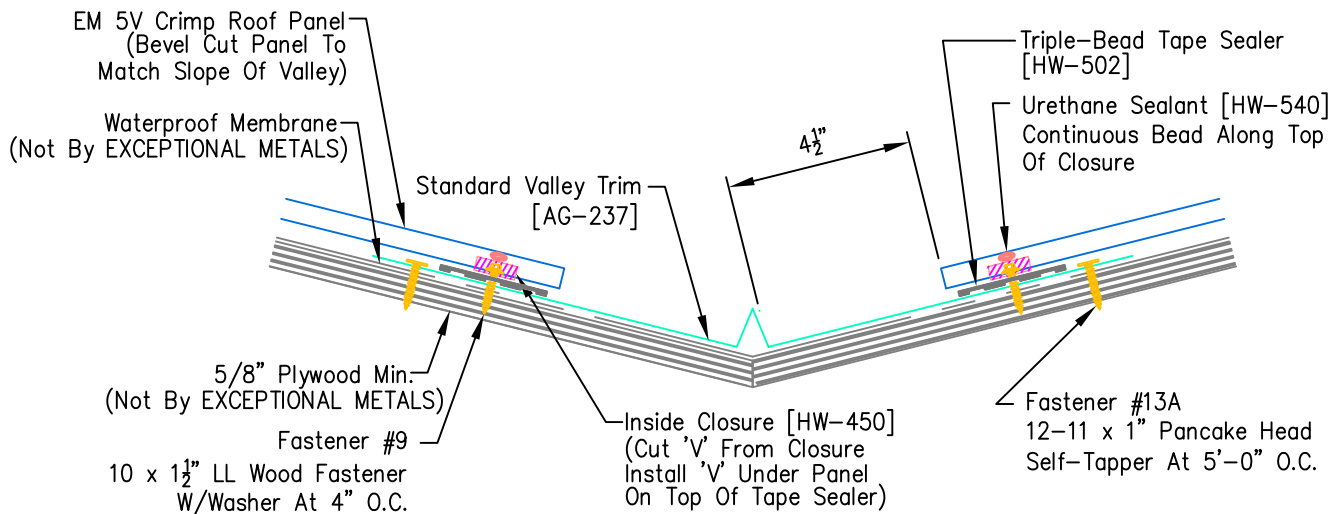 EM 5V Crimp Roof Panel
(Bevel Cut Panel To
Match Slope Of Valley)
Waterproof Membrane
(Not By EXCEPTIONAL METALS)
Standard Valley Trim
[AG-237]
4½"
Triple-Bead Tape Sealer
[HW-502]
Urethane Sealant [HW-540]
Continuous Bead Along Top
Of Closure
5/8" Plywood Min.
(Not By EXCEPTIONAL METALS)
Fastener #9
10 x 1½" LL Wood Fastener
W/Washer At 4" O.C.
Inside Closure [HW-450]
(Cut 'V' From Closure
Install 'V' Under Panel
On Top Of Tape Sealer)
Fastener #13A
12-11 x 1" Pancake Head
Self-Tapper At 5'-0" O.C.